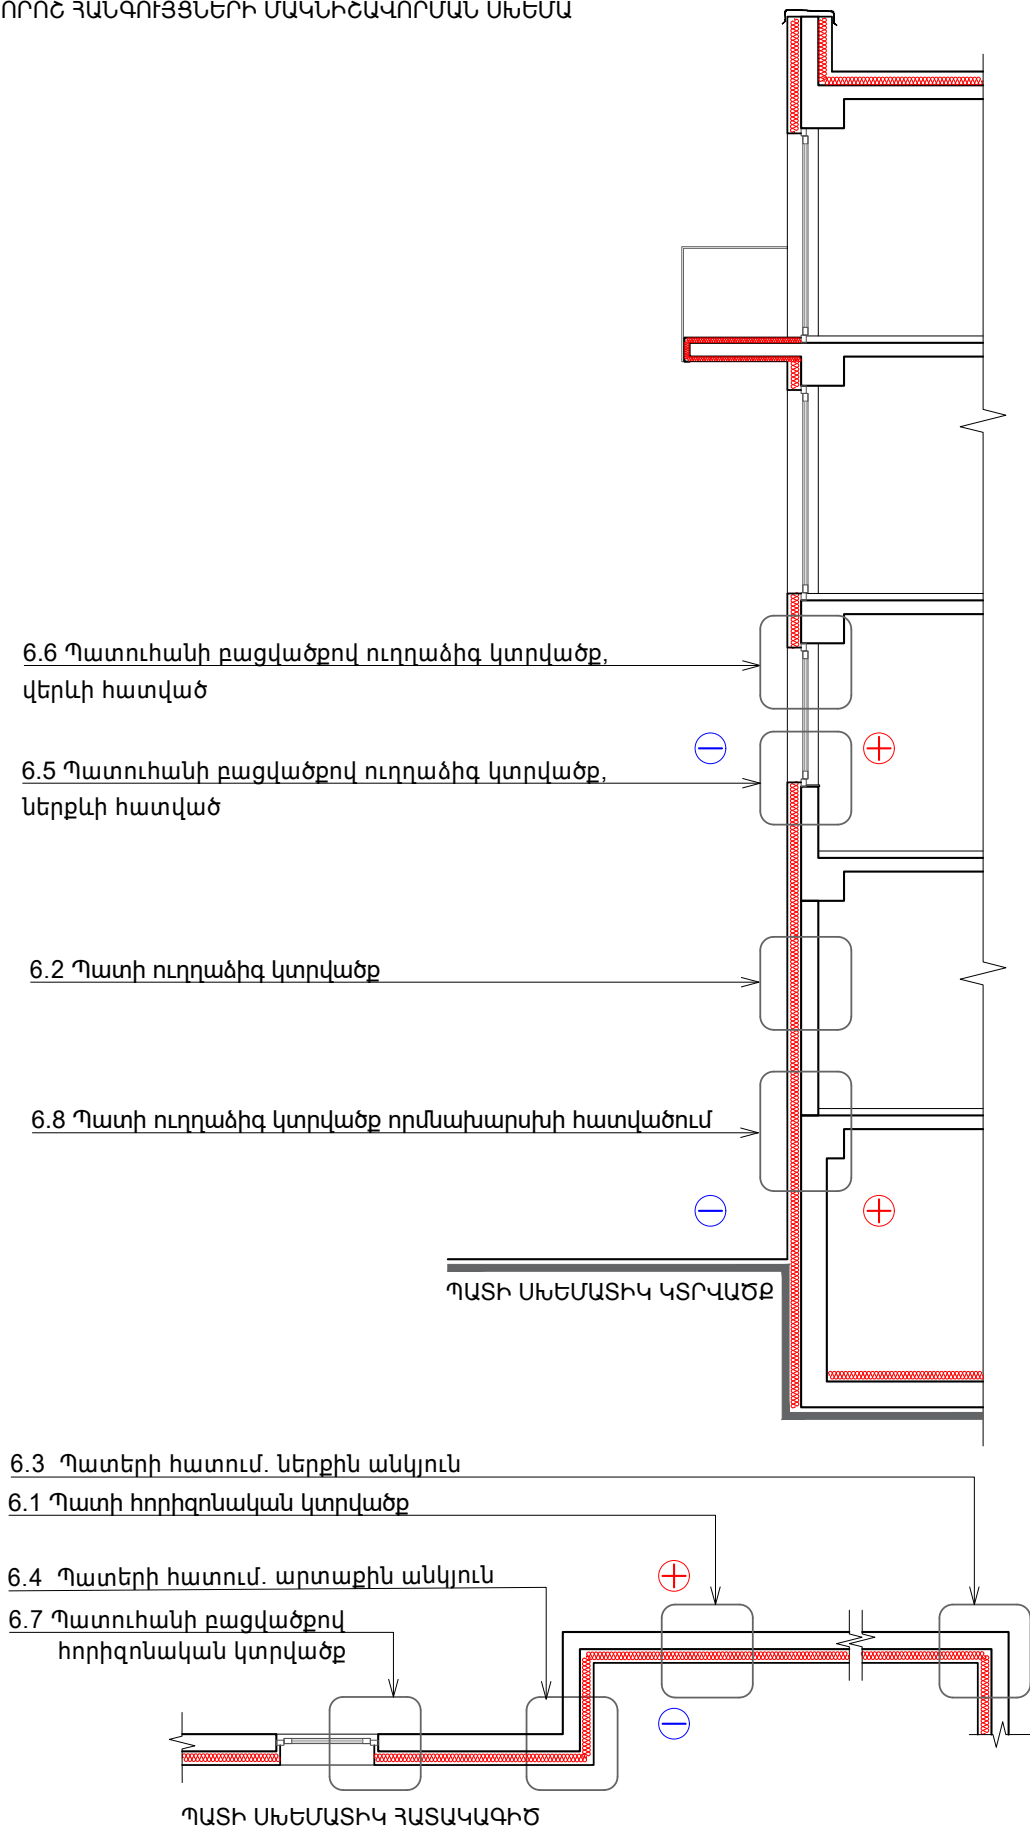 ՈՐՈՇ ՀԱՆԳՈՒՅՑՆԵՐԻ ՄԱԿՆԻՇԱՎՈՐՄԱՆ ՍԽԵՄԱ
6.6 Պատուհանի բացվածքով ուղղաձիգ կտրվածք,
վերևի հատված
6.5 Պատուհանի բացվածքով ուղղաձիգ կտրվածք,
ներքևի հատված
6.2 Պատի ուղղաձիգ կտրվածք
6.8 Պատի ուղղաձիգ կտրվածք որմնախարսխի հատվածում
ՊԱՏԻ ՍԽԵՄԱՏԻԿ ԿՏՐՎԱԾՔ
6.3 Պատերի հատում. ներքին անկյուն
6.1 Պատի հորիզոնական կտրվածք
6.4 Պատերի հատում. արտաքին անկյուն
6.7 Պատուհանի բացվածքով
հորիզոնական կտրվածք
ՊԱՏԻ ՍԽԵՄԱՏԻԿ ՀԱՏԱԿԱԳԻԾ